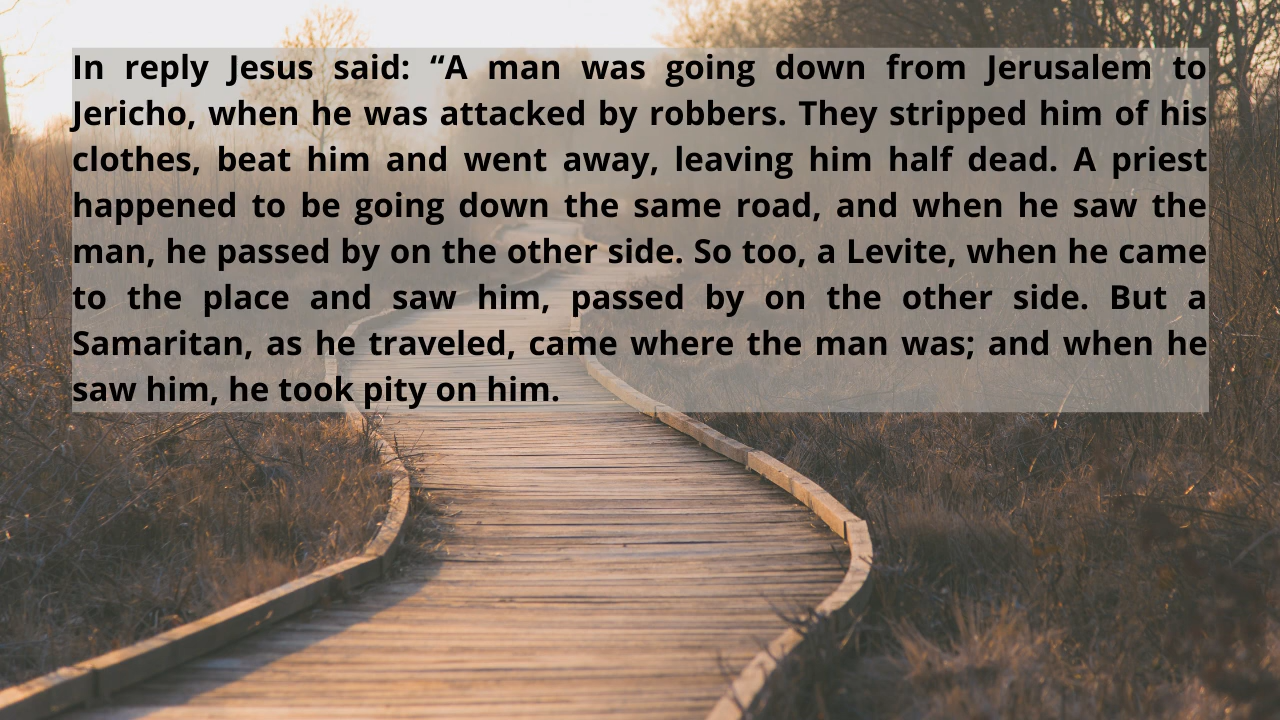 In reply Jesus said: “A man was going down from Jerusalem to
Jericho, when he was attacked by robbers. They stripped him of his
clothes, beat him and went away, leaving him half dead. A priest
happened to be going down the same road, and when he saw the
man, he passed by on the other side. So too, a Levite, when he came
to the place and saw him, passed by on the other side. But a
Samaritan, as he traveled, came where the man was; and when he
saw him, he took pity on him.